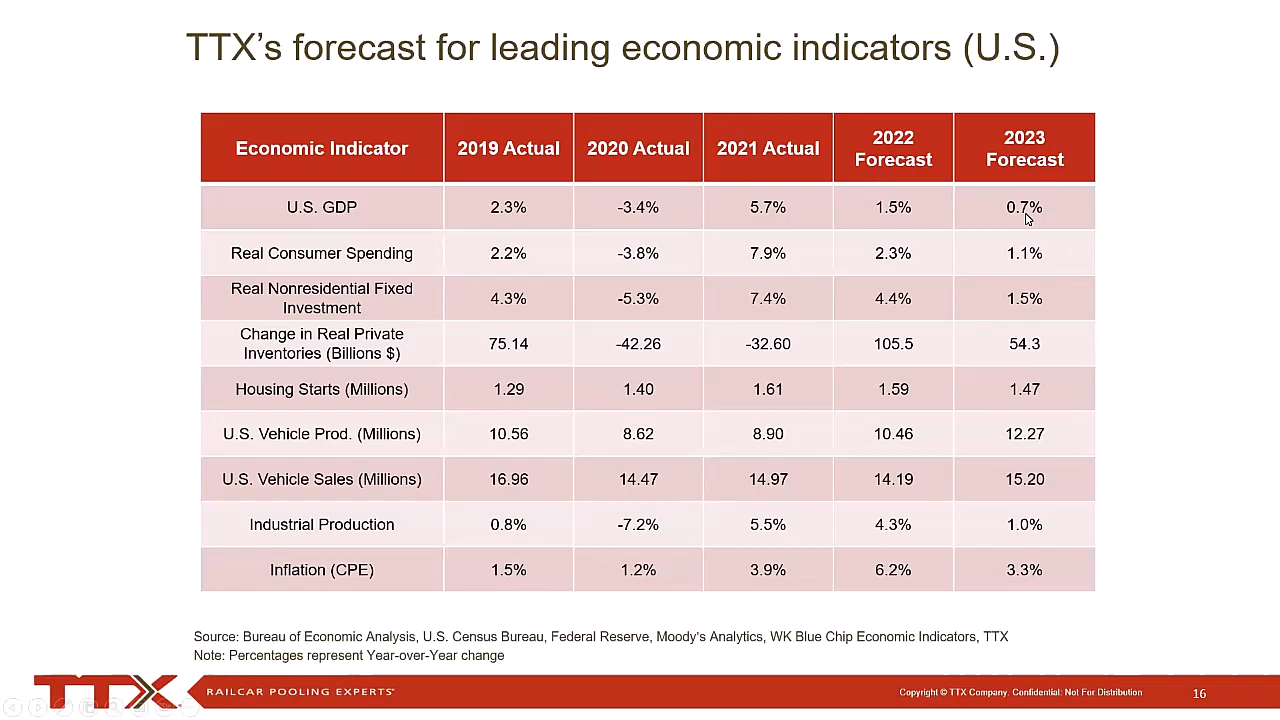 TTX’s forecast for leading economic indicators (U.S.)
Economic Indicator 2019 Actual 2020 Actual 2021 Actual 2022 Forecast 2023 Forecast
U.S. GDP 2.3% -3.4% 5.7% 1.5% 0.7%
Real Consumer Spending 2.2% -3.8% 7.9% 2.3% 1.1%
Real Nonresidential Fixed Investment 4.3% -5.3% 7.4% 4.4% 1.5%
Change in Real Private Inventories (Billions $) 75.14 -42.26 -32.60 105.5 54.3
Housing Starts (Millions) 1.29 1.40 1.61 1.59 1.47
U.S. Vehicle Prod. (Millions) 10.56 8.62 8.90 10.46 12.27
U.S. Vehicle Sales (Millions) 16.96 14.47 14.97 14.19 15.20
Industrial Production 0.8% -7.2% 5.5% 4.3% 1.0%
Inflation (CPE) 1.5% 1.2% 3.9% 6.2% 3.3%
Source: Bureau of Economic Analysis, U.S. Census Bureau, Federal Reserve, Moody’s Analytics, WK Blue Chip Economic Indicators, TTX
Note: Percentages represent Year-over-Year change
TTX RAILCAR POOLING EXPERTS® Copyright © TTX Company. Confidential: Not For Distribution 16